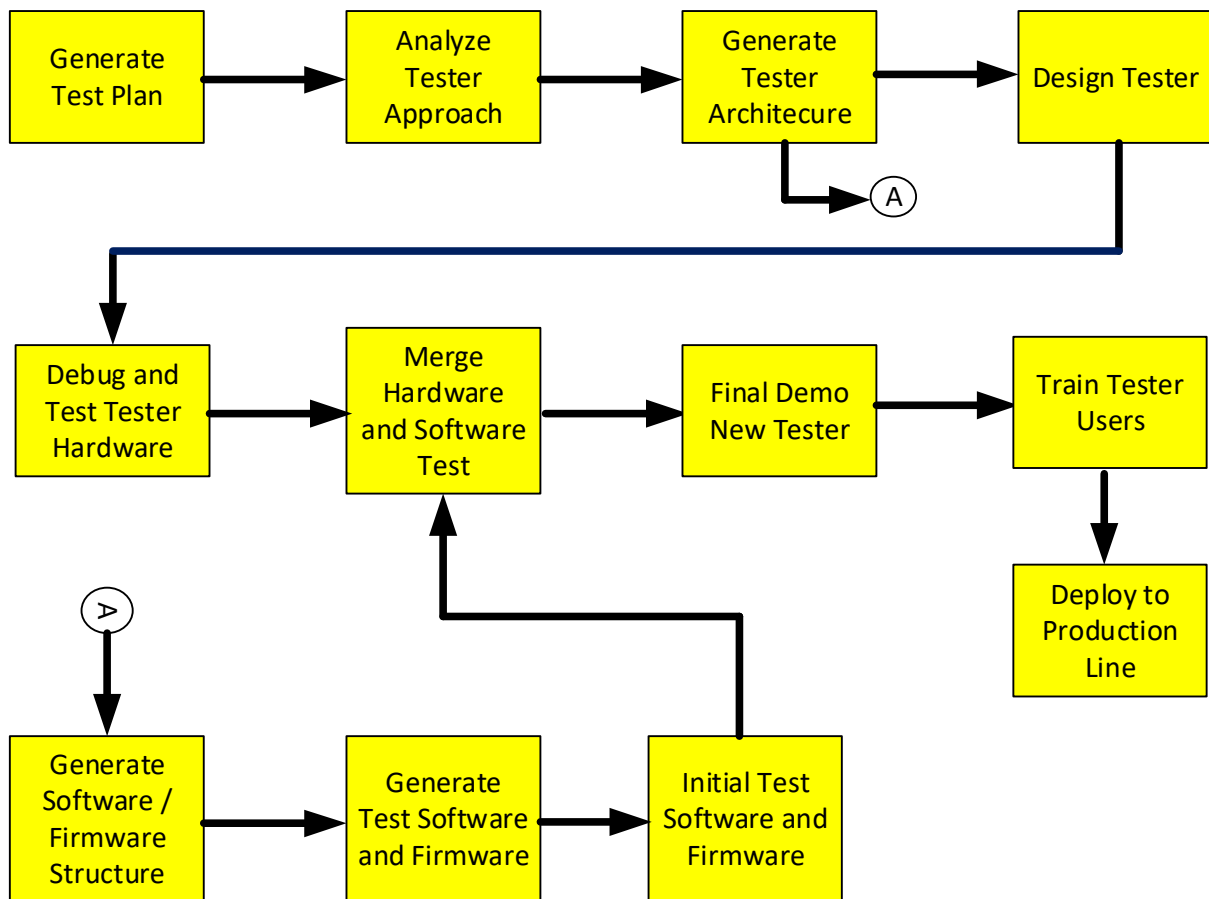 Generate
Test Plan
Analyze
Tester
Approach
Generate
Tester
Architecure
Design Tester
A
Debug and
Test Tester
Hardware
Merge
Hardware
and Software
Test
Final Demo
New Tester
Train Tester
Users
Deploy to
Production
Line
A
Generate
Software /
Firmware
Structure
Generate
Test Software
and Firmware
Initial Test
Software and
Firmware